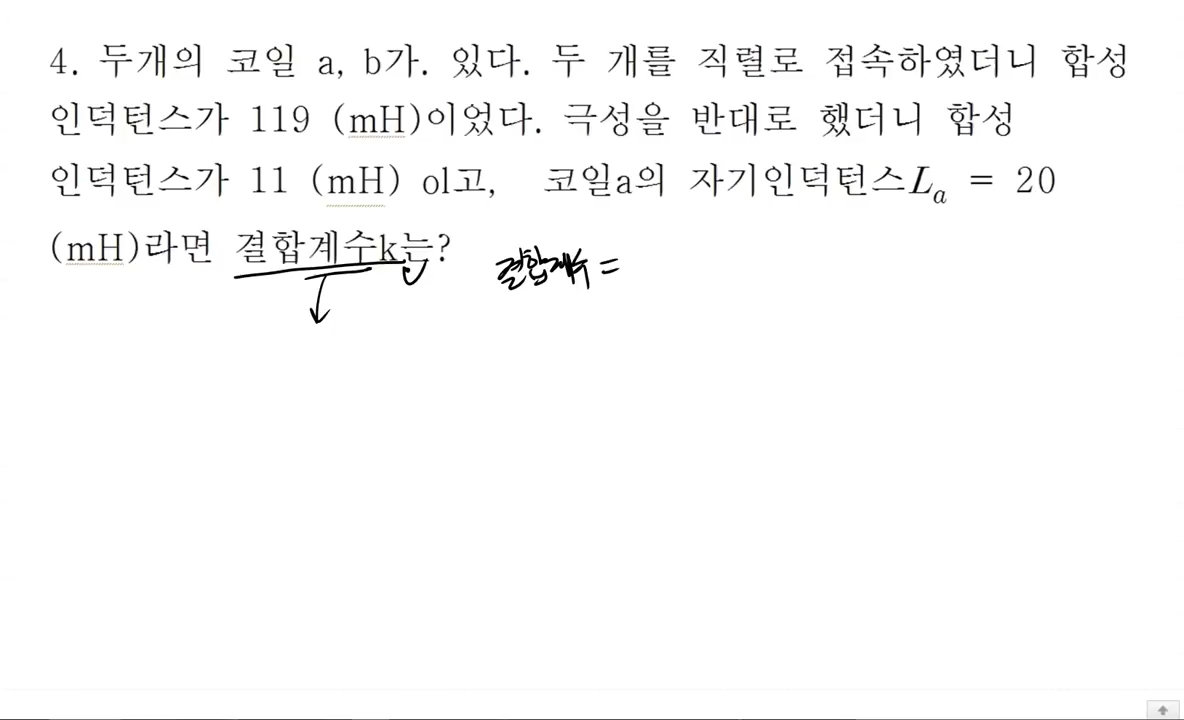 4. 두개의 코일 a, b가. 있다. 두 개를 직렬로 접속하였더니 합성
인덕턴스가 119 (mH)이었다. 극성을 반대로 했더니 합성
인덕턴스가 11 (mH) ol고, 코일a의 자기인덕턴스Lₐ = 20
(mH)라면 결합계수k는?
결합계수 =